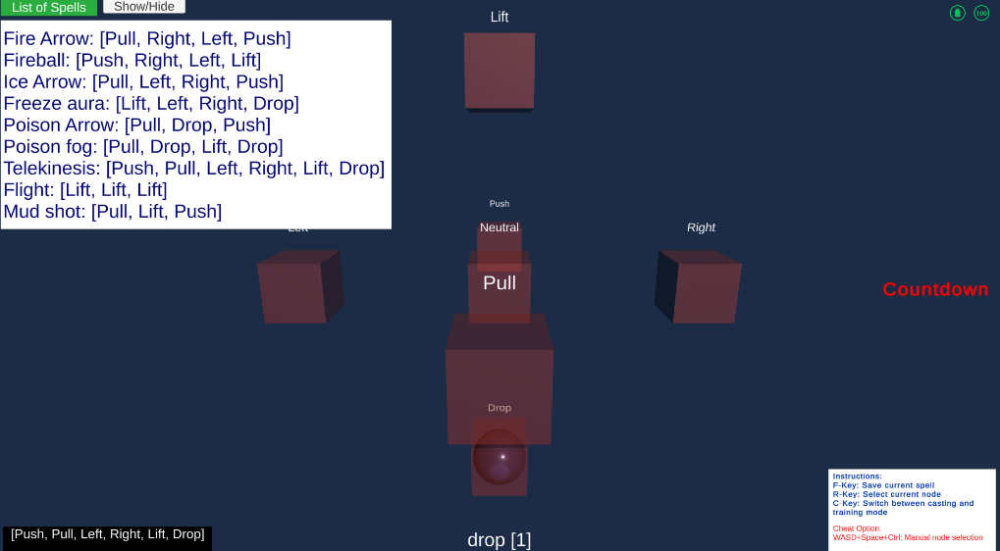 List of Spells
Show/Hide
Lift
100
Fire Arrow: [Pull, Right, Left, Push]
Fireball: [Push, Right, Left, Lift]
Ice Arrow: [Pull, Left, Right, Push]
Freeze aura: [Lift, Left, Right, Drop]
Poison Arrow: [Pull, Drop, Push]
Poison fog: [Pull, Drop, Lift, Drop]
Telekinesis: [Push, Pull, Left, Right, Lift, Drop]
Flight: [Lift, Lift, Lift]
Mud shot: [Pull, Lift, Push]
Push
Left
Neutral
Right
Pull
Countdown
Drop
Instructions:
F-Key: Save current spell
R-Key: Select current node
C-Key: Switch between casting and
training mode
Cheat Option:
WASD+Space+Ctrl: Manual node selection
[Push, Pull, Left, Right, Lift, Drop]
drop [1]